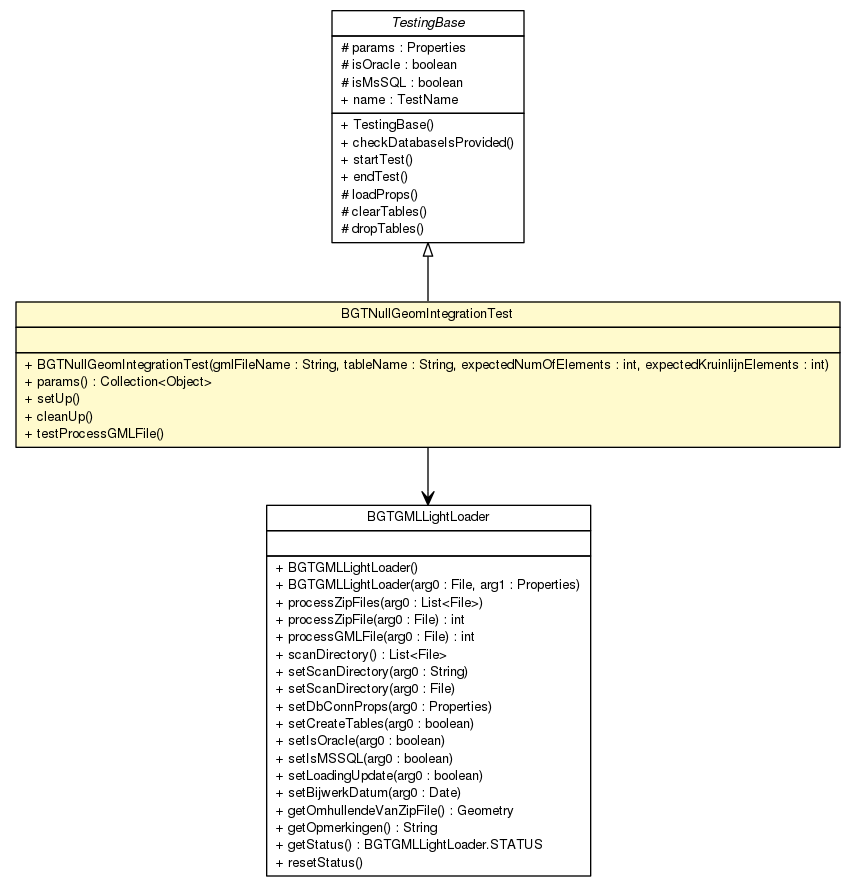 TestingBase
# params : Properties
# isOracle : boolean
# isMsSQL : boolean
+ name : TestName
+ TestingBase()
+ checkDatabaseIsProvided()
+ startTest()
+ endTest()
# loadProps()
# clearTables()
# dropTables()
BGTNullGeomIntegrationTest
+ BGTNullGeomIntegrationTest(gmlFileName : String, tableName : String, expectedNumOfElements : int, expectedKruinlijnElements : int)
+ params() : Collection<Object>
+ setUp()
+ cleanUp()
+ testProcessGMLFile()
BGTGMLLightLoader
+ BGTGMLLightLoader()
+ BGTGMLLightLoader(arg0 : File, arg1 : Properties)
+ processZipFiles(arg0 : List<File>)
+ processZipFile(arg0 : File) : int
+ processGMLFile(arg0 : File) : int
+ scanDirectory() : List<File>
+ setScanDirectory(arg0 : String)
+ setScanDirectory(arg0 : File)
+ setDbConnProps(arg0 : Properties)
+ setCreateTables(arg0 : boolean)
+ setIsOracle(arg0 : boolean)
+ setIsMSSQL(arg0 : boolean)
+ setLoadingUpdate(arg0 : boolean)
+ setBijwerkDatum(arg0 : Date)
+ getOmhullendeVanZipFile() : Geometry
+ getOpmerkingen() : String
+ getStatus() : BGTGMLLightLoader.STATUS
+ resetStatus()